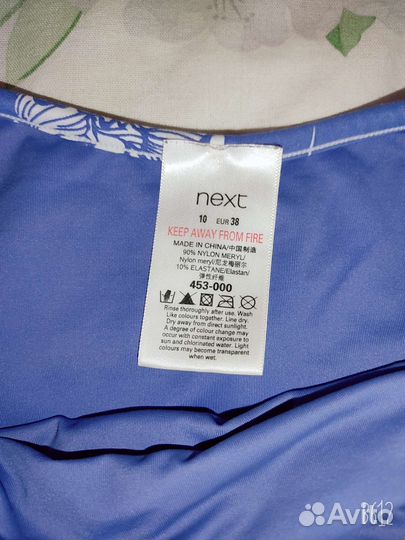 next
10 EUR 38
KEEP AWAY FROM FIRE
MADE IN CHINA/中国制造
90% NYLON MERYL/
Nylon meryl/尼龙梅丽尔
10% ELASTANE/Elastan/
弹性纤维
453-000
Rinse thoroughly after use. Wash
Like colours together. Line dry.
Dry away from direct sunlight.
A degree of colour change may
occur with constant exposure to
sun and chlorinated water. Light
colours may become transparent
when wet.
Avito